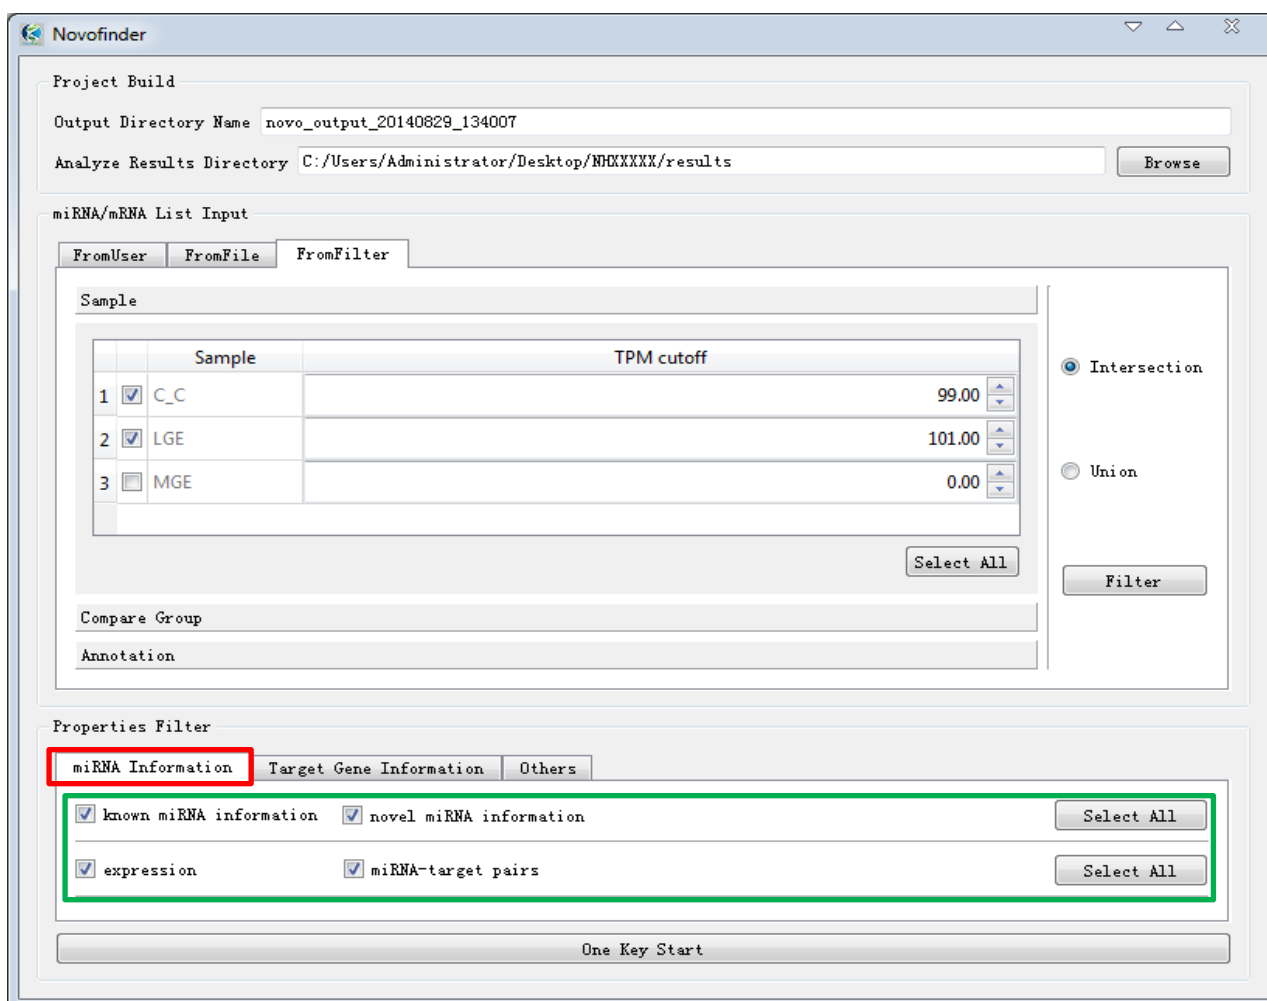 Novofinder
Project Build
Output Directory Name novo_output_20140829_134007
Analyze Results Directory C:/Users/Administrator/Desktop/NHXXXXX/results Browse
miRNA/mRNA List Input
FromUser FromFile FromFilter
Sample
Sample TPM cutoff
1 C_C 99.00
2 LGE 101.00
3 MGE 0.00
Intersection
Union
Select All
Filter
Compare Group
Annotation
Properties Filter
miRNA Information Target Gene Information Others
known miRNA information novel miRNA information Select All
expression miRNA-target pairs Select All
One Key Start